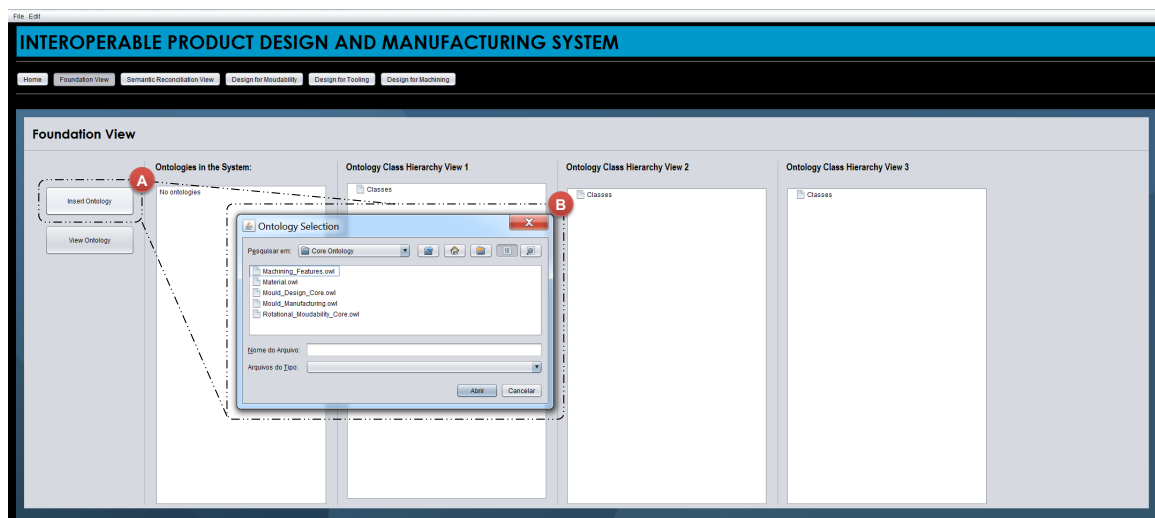 File Edit
INTEROPERABLE PRODUCT DESIGN AND MANUFACTURING SYSTEM
Home Foundation View Semantic Reconciliation View Design for Moudability Design for Tooling Design for Machining
Foundation View
Ontologies in the System: Ontology Class Hierarchy View 1 Ontology Class Hierarchy View 2 Ontology Class Hierarchy View 3
A
Insert Ontology
View Ontology
No ontologies
Classes
B
Classes
Classes
Ontology Selection
X
Pesquisar em: Core Ontology
Machining_Features.owl
Material.owl
Mould_Design_Core.owl
Mould_Manufacturing.owl
Rotational_Moudability_Core.owl
Nome do Arquivo:
Arquivos do Tipo:
Abrir Cancelar